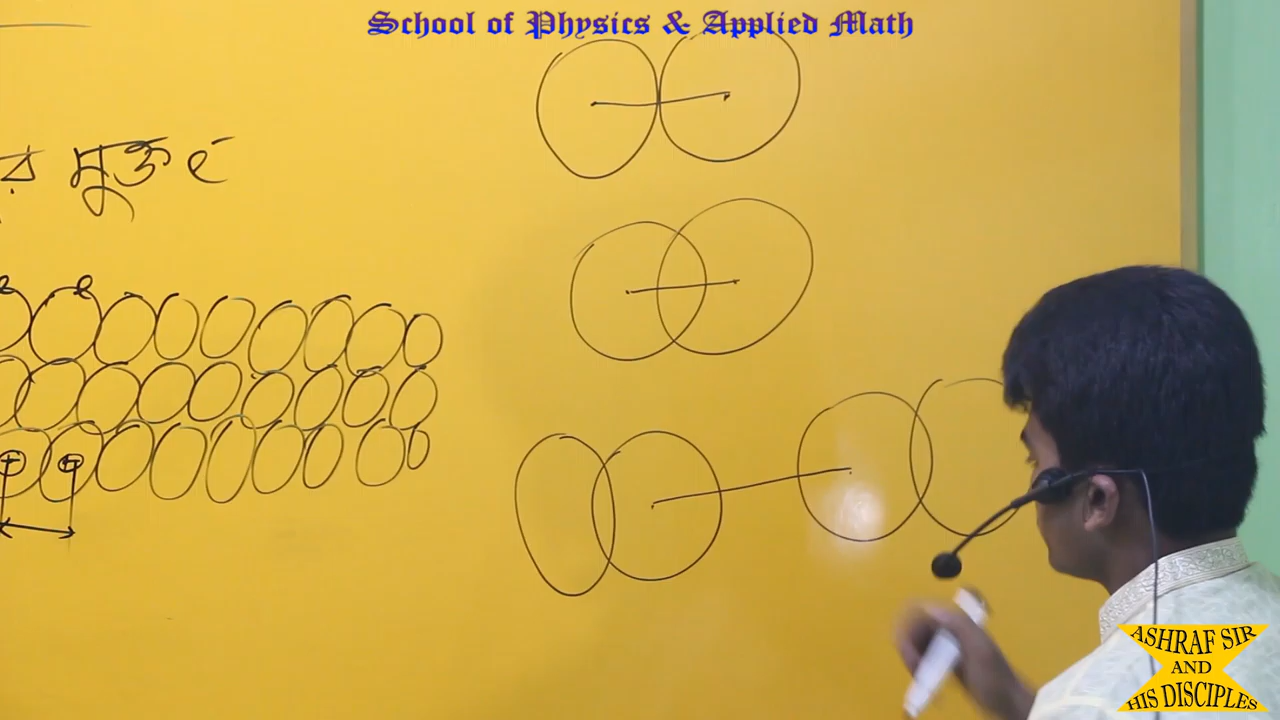 School of Physics & Applied Math
র মুক্ত e⁻
ASHRAF SIR
AND
HIS DISCIPLES